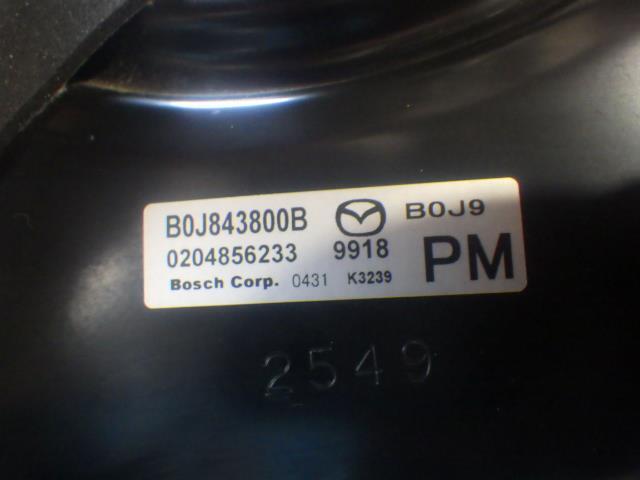 B0J843800B B0J9
0204856233 9918 PM
Bosch Corp. 0431 K3239
2549